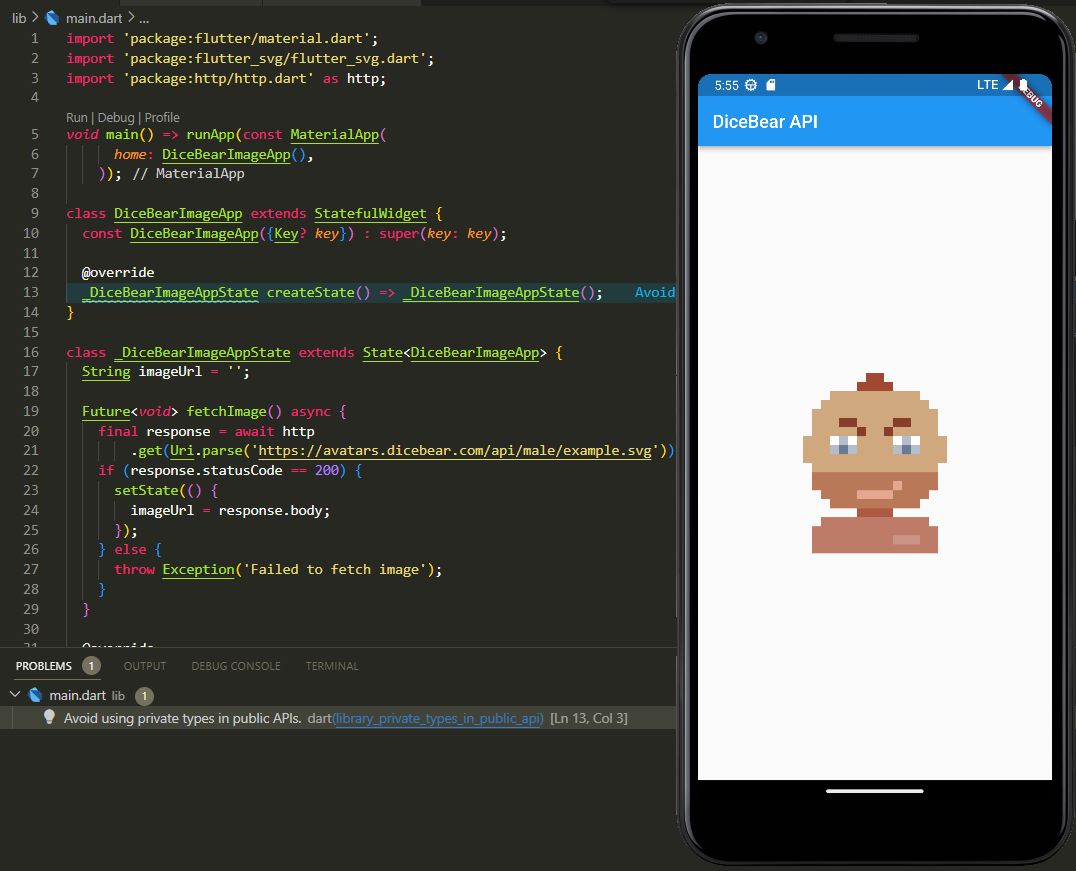 lib > main.dart > ...
1 import 'package:flutter/material.dart';
2 import 'package:flutter_svg/flutter_svg.dart';
3 import 'package:http/http.dart' as http;
4
Run | Debug | Profile
5 void main() => runApp(const MaterialApp(
6 home: DiceBearImageApp(),
7 )); // MaterialApp
8
9 class DiceBearImageApp extends StatefulWidget {
10 const DiceBearImageApp({Key? key}) : super(key: key);
11
12 @override
13 _DiceBearImageAppState createState() => _DiceBearImageAppState(); Avoid
14 }
15
16 class _DiceBearImageAppState extends State<DiceBearImageApp> {
17 String imageUrl = '';
18
19 Future<void> fetchImage() async {
20 final response = await http
21 .get(Uri.parse('https://avatars.dicebear.com/api/male/example.svg'))
22 if (response.statusCode == 200) {
23 setState(() {
24 imageUrl = response.body;
25 });
26 } else {
27 throw Exception('Failed to fetch image');
28 }
29 }
30
31 @override
PROBLEMS 1 OUTPUT DEBUG CONSOLE TERMINAL
main.dart lib 1
Avoid using private types in public APIs. dart(library_private_types_in_public_api) [Ln 13, Col 3]
5:55 LTE
DEBUG
DiceBear API